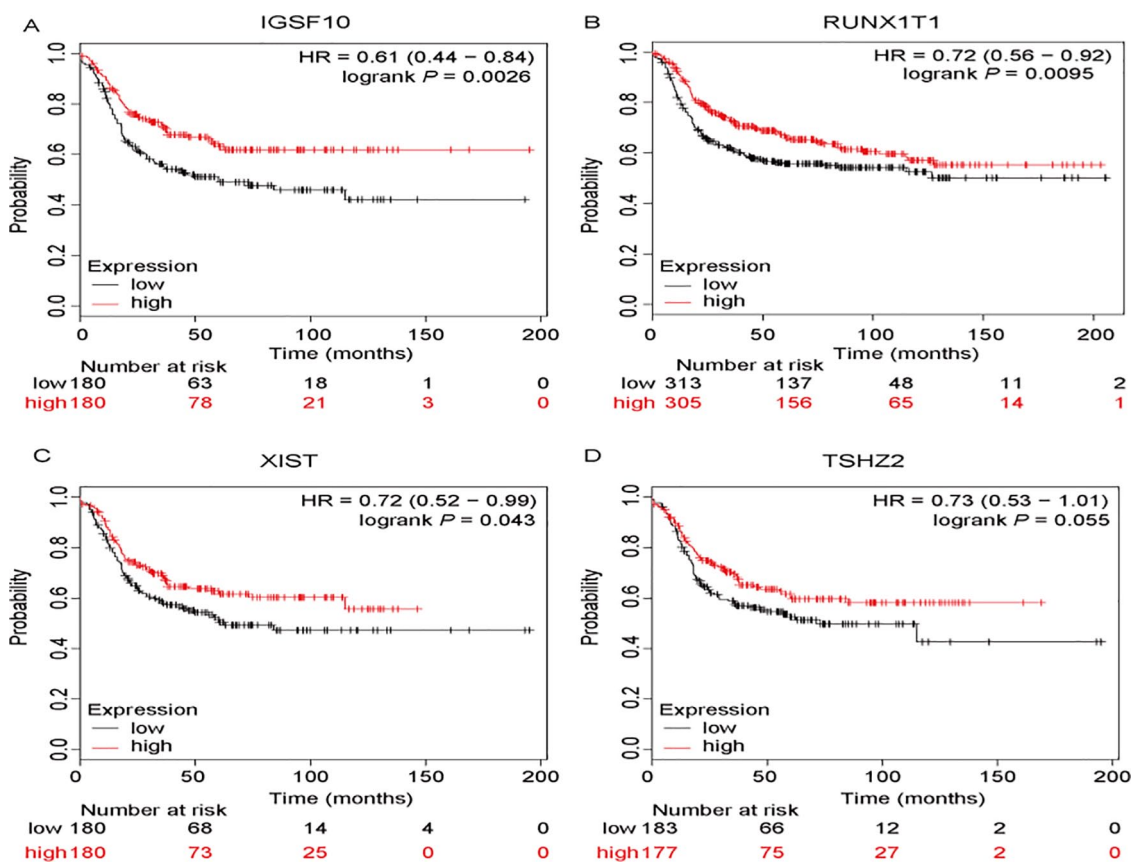 A
IGSF10
HR = 0.61 (0.44 − 0.84)
logrank P = 0.0026
Probability
1.0
0.8
0.6
0.4
0.2
0.0
Expression
low
high
0 50 100 150 200
Time (months)
Number at risk
low 180 63 18 1 0
high 180 78 21 3 0
B
RUNX1T1
HR = 0.72 (0.56 − 0.92)
logrank P = 0.0095
Probability
1.0
0.8
0.6
0.4
0.2
0.0
Expression
low
high
0 50 100 150 200
Time (months)
Number at risk
low 313 137 48 11 2
high 305 156 65 14 1
C
XIST
HR = 0.72 (0.52 − 0.99)
logrank P = 0.043
Probability
1.0
0.8
0.6
0.4
0.2
0.0
Expression
low
high
0 50 100 150 200
Time (months)
Number at risk
low 180 68 14 4 0
high 180 73 25 0 0
D
TSHZ2
HR = 0.73 (0.53 − 1.01)
logrank P = 0.055
Probability
1.0
0.8
0.6
0.4
0.2
0.0
Expression
low
high
0 50 100 150 200
Time (months)
Number at risk
low 183 66 12 2 0
high 177 75 27 2 0